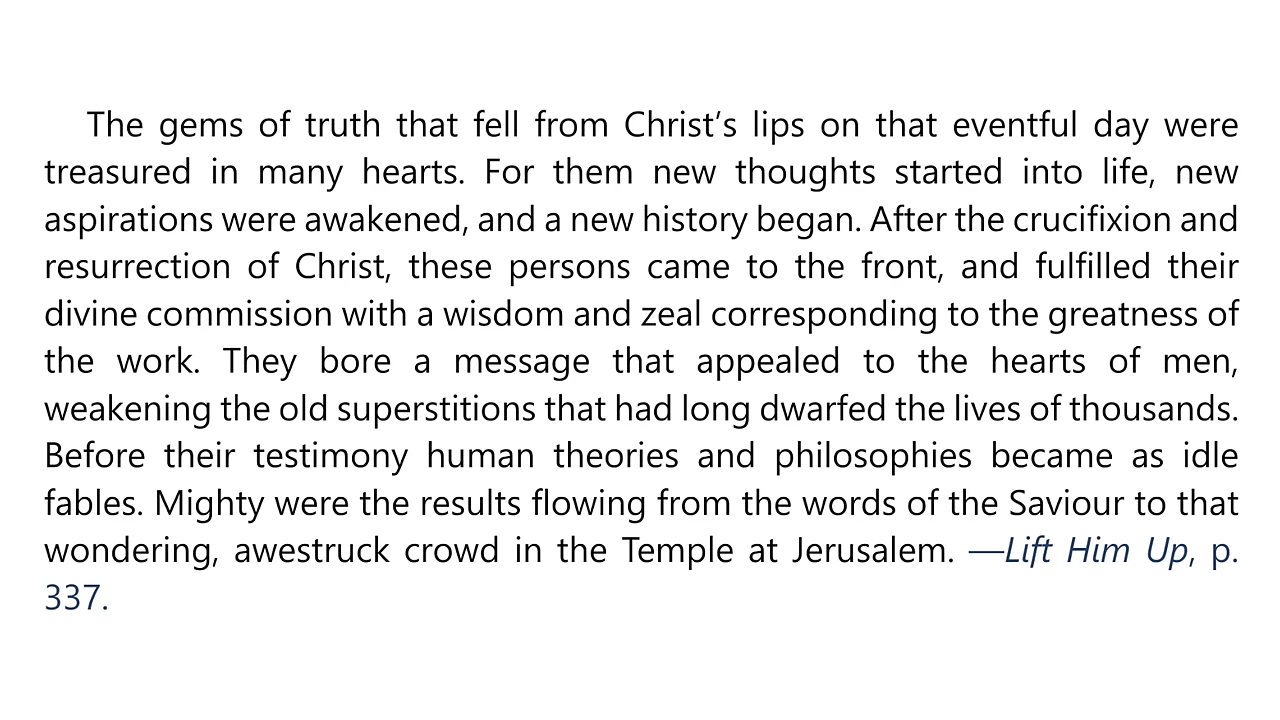 The gems of truth that fell from Christ’s lips on that eventful day were
treasured in many hearts. For them new thoughts started into life, new
aspirations were awakened, and a new history began. After the crucifixion and
resurrection of Christ, these persons came to the front, and fulfilled their
divine commission with a wisdom and zeal corresponding to the greatness of
the work. They bore a message that appealed to the hearts of men,
weakening the old superstitions that had long dwarfed the lives of thousands.
Before their testimony human theories and philosophies became as idle
fables. Mighty were the results flowing from the words of the Saviour to that
wondering, awestruck crowd in the Temple at Jerusalem. —Lift Him Up, p.
337.